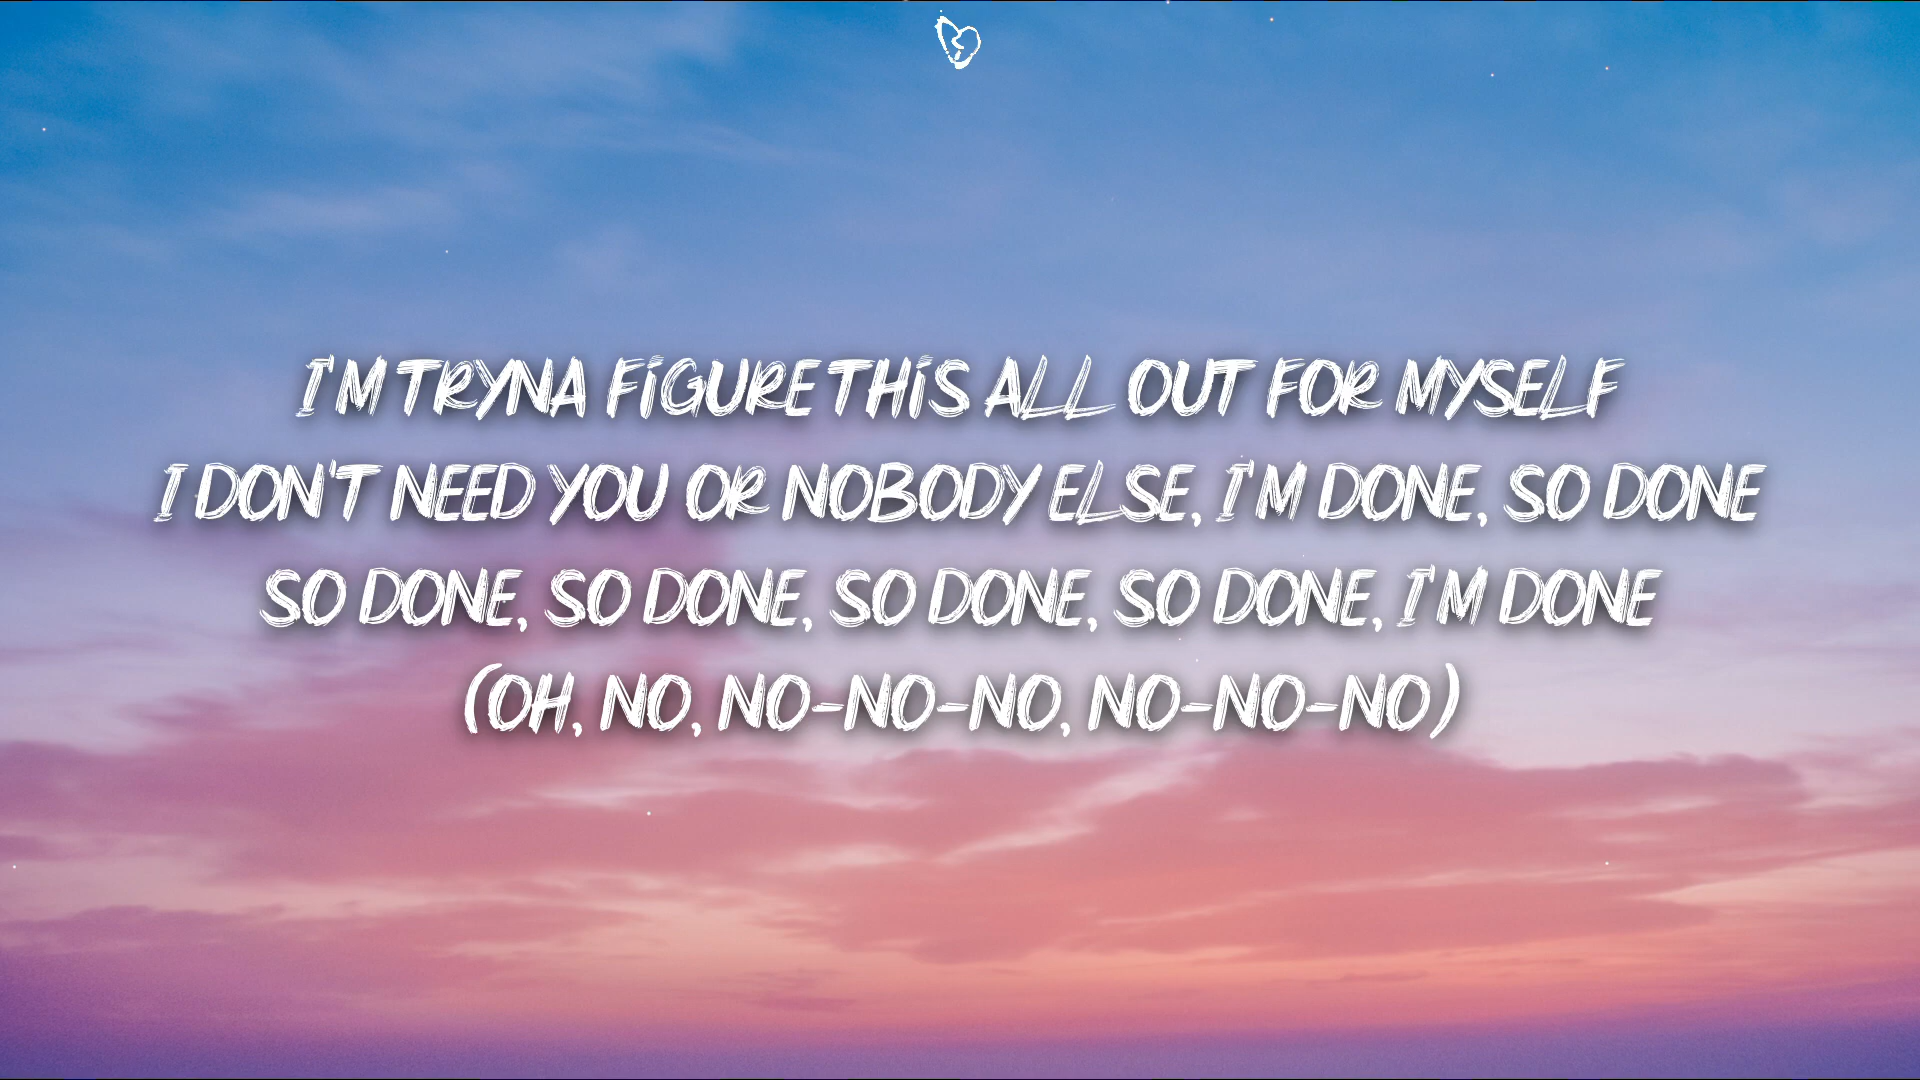 I'M TRYNA FIGURE THIS ALL OUT FOR MYSELF
I DON'T NEED YOU OR NOBODY ELSE, I'M DONE, SO DONE
SO DONE, SO DONE, SO DONE, SO DONE, I'M DONE
(OH, NO, NO-NO-NO, NO-NO-NO)